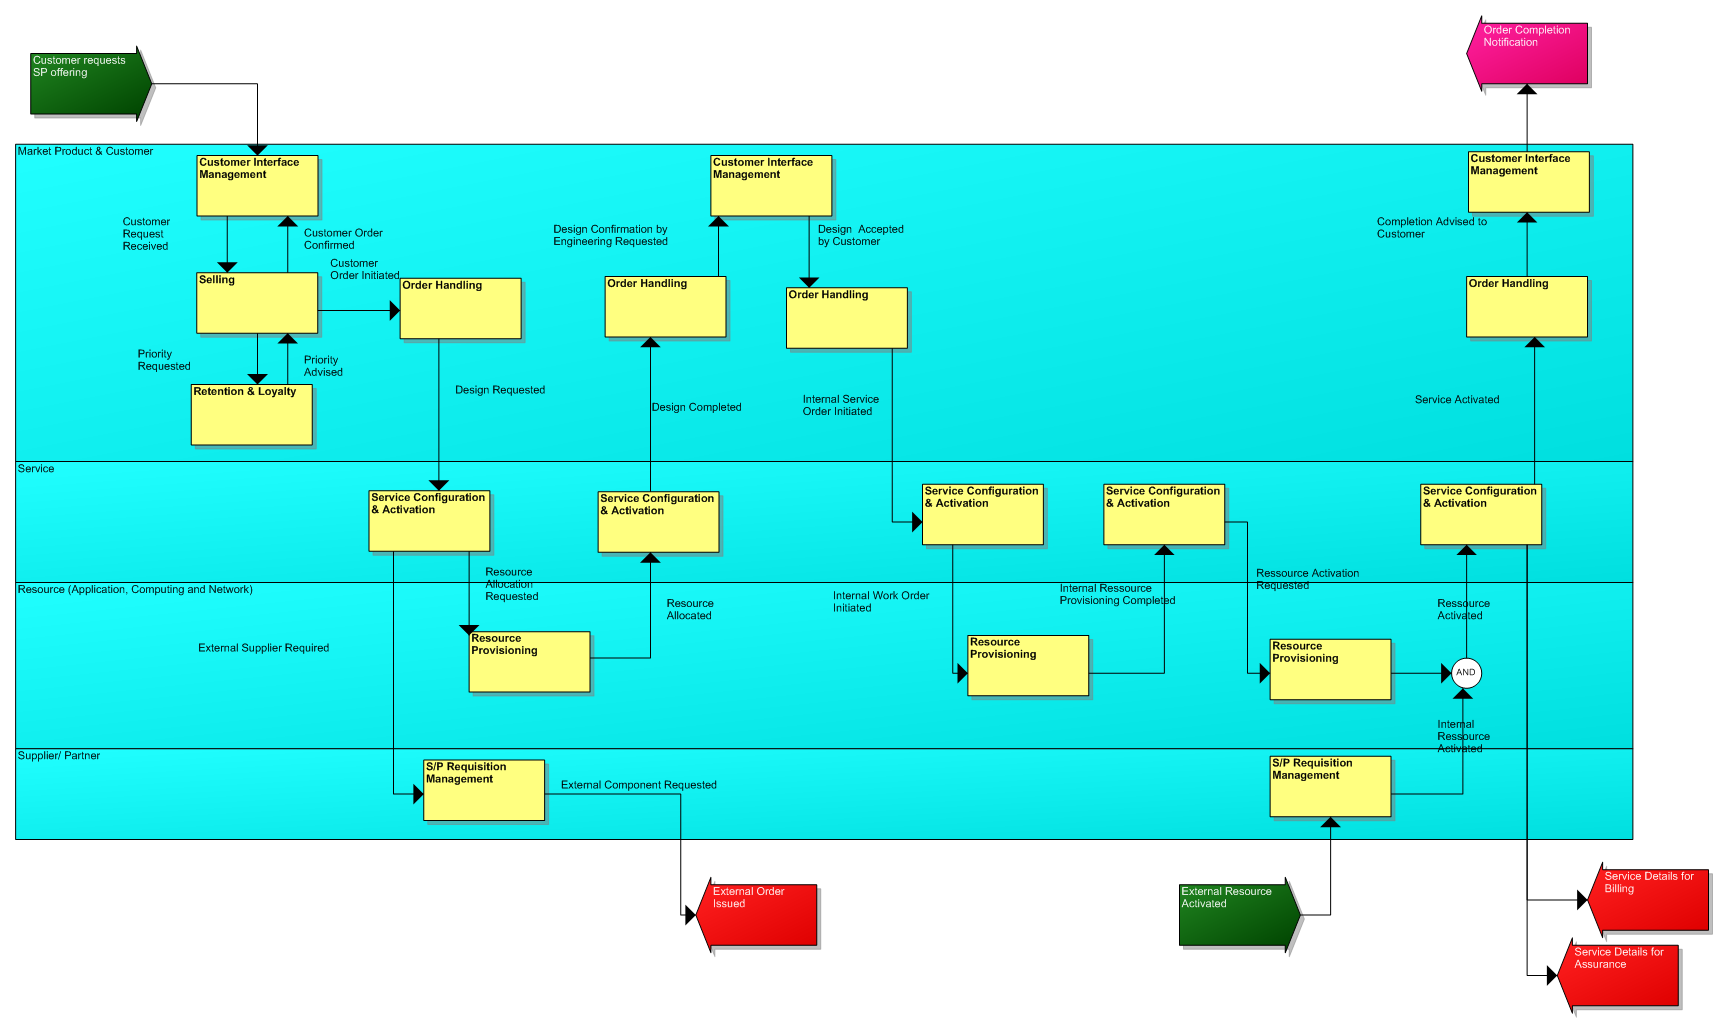 Customer requests
SP offering
Order Completion
Notification
Market Product & Customer
Customer Interface
Management
Customer Interface
Management
Customer Interface
Management
Customer
Request
Received
Customer Order
Confirmed
Design Confirmation by
Engineering Requested
Design  Accepted
by Customer
Completion Advised to
Customer
Customer
Order Initiated
Selling
Order Handling
Order Handling
Order Handling
Order Handling
Priority
Requested
Priority
Advised
Retention & Loyalty
Design Requested
Design Completed
Internal Service
Order Initiated
Service Activated
Service
Service Configuration
& Activation
Service Configuration
& Activation
Service Configuration
& Activation
Service Configuration
& Activation
Service Configuration
& Activation
Resource
Allocation
Requested
Resource (Application, Computing and Network)
Resource
Allocated
Internal Work Order
Initiated
Internal Ressource
Provisioning Completed
Ressource Activation
Requested
Ressource
Activated
External Supplier Required
Resource
Provisioning
Resource
Provisioning
Resource
Provisioning
AND
Internal
Ressource
Activated
Supplier/ Partner
S/P Requisition
Management
External Component Requested
S/P Requisition
Management
External Order
Issued
External Resource
Activated
Service Details for
Billing
Service Details for
Assurance